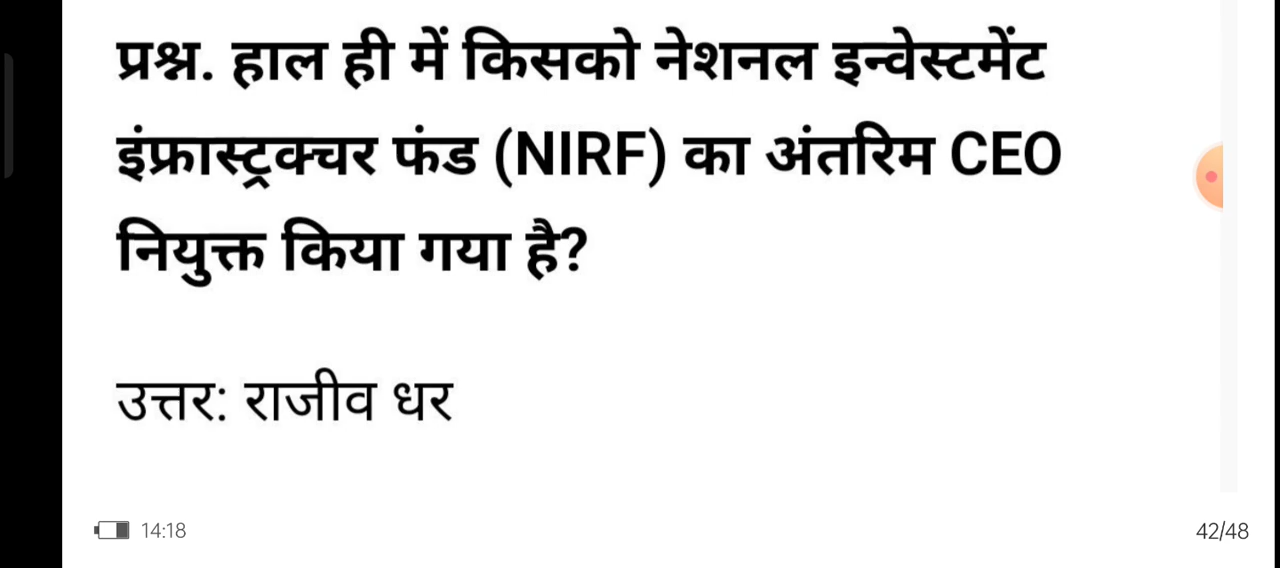 प्रश्न. हाल ही में किसको नेशनल इन्वेस्टमेंट
इंफ्रास्ट्रक्चर फंड (NIRF) का अंतरिम CEO
नियुक्त किया गया है?
उत्तर: राजीव धर
14:18
42/48